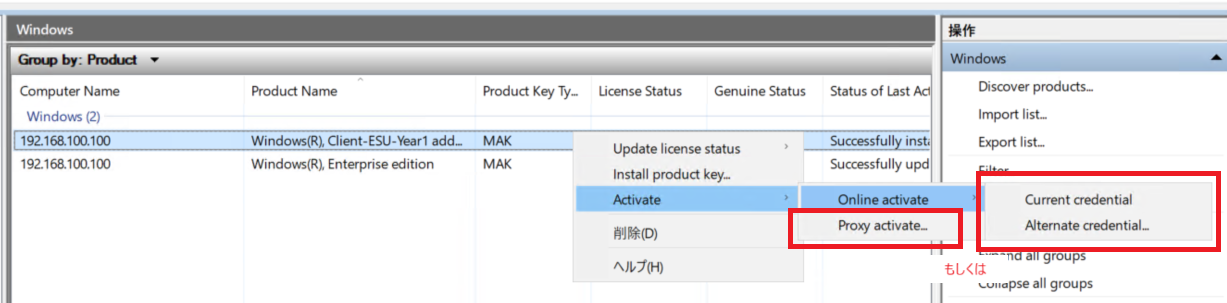 Windows
Group by: Product
Computer Name Product Name Product Key Ty... License Status Genuine Status Status of Last Act
Windows (2)
192.168.100.100 Windows(R), Client-ESU-Year1 add... MAK Successfully insta
192.168.100.100 Windows(R), Enterprise edition MAK Successfully upd
Update license status
Install product key...
Activate
削除(D)
ヘルプ(H)
Online activate
Proxy activate...
Current credential
Alternate credential...
もしくは
操作
Windows
Discover products...
Import list...
Export list...
Filter
Expand all groups
Collapse all groups